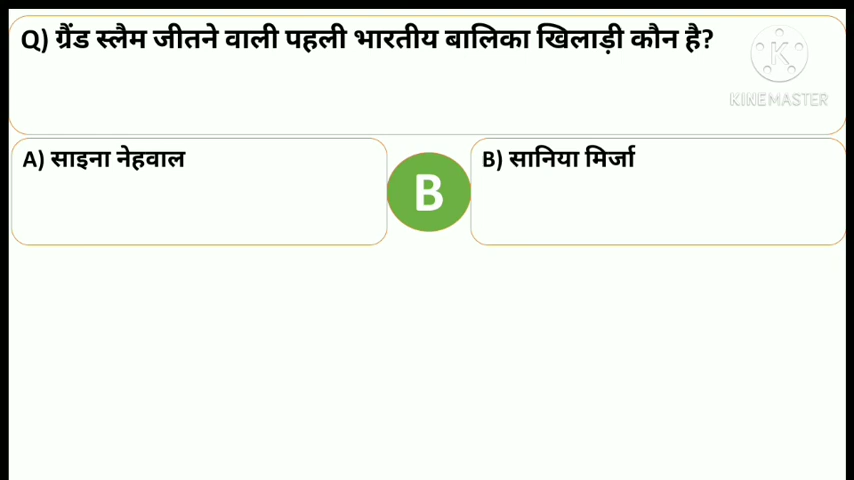 Q) ग्रैंड स्लैम जीतने वाली पहली भारतीय बालिका खिलाड़ी कौन है?
K
KINEMASTER
A) साइना नेहवाल
B
B) सानिया मिर्जा